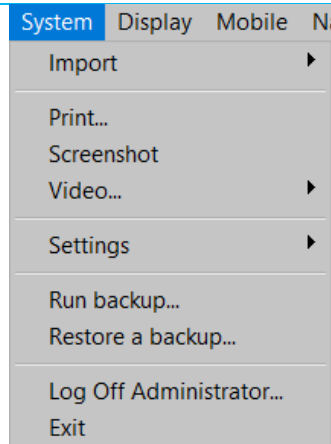 System Display Mobile
Import
Print...
Screenshot
Video...
Settings
Run backup...
Restore a backup...
Log Off Administrator...
Exit